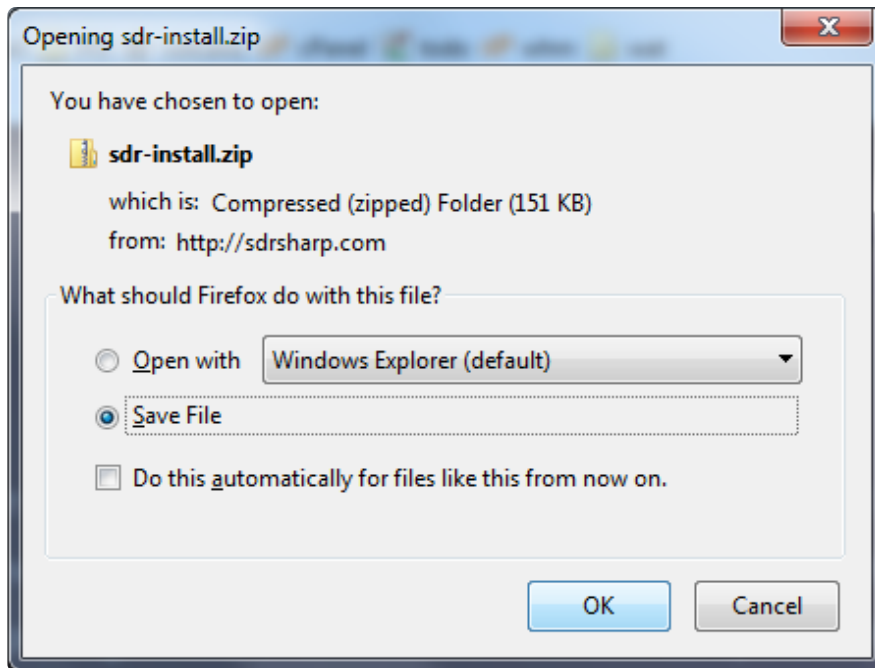 Opening sdr-install.zip
You have chosen to open:
sdr-install.zip
which is: Compressed (zipped) Folder (151 KB)
from: http://sdrsharp.com
What should Firefox do with this file?
Open with Windows Explorer (default)
Save File
Do this automatically for files like this from now on.
OK Cancel